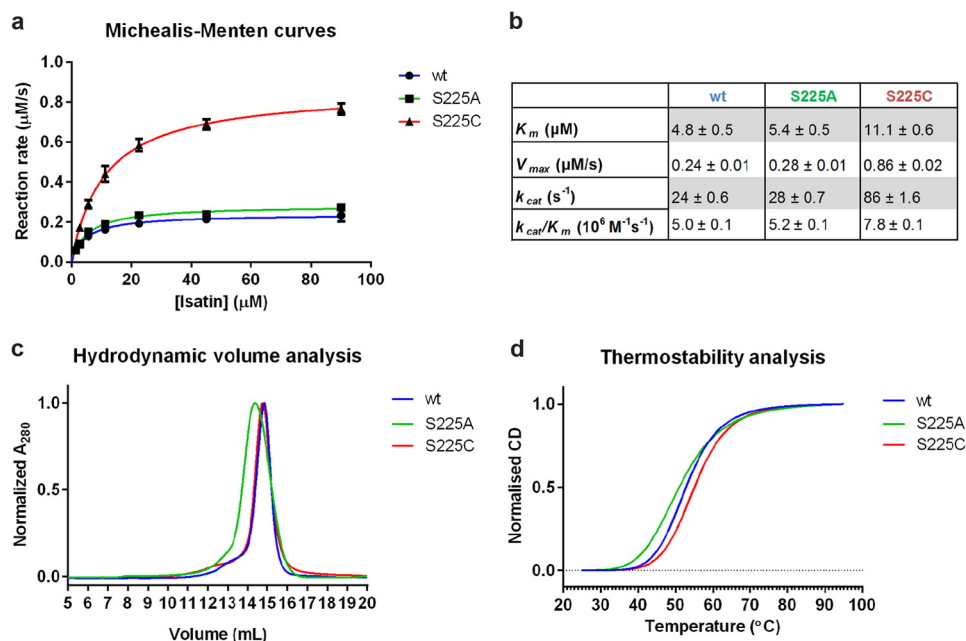 a
Michealis-Menten curves
Reaction rate (μM/s)
1.0
0.8
0.6
0.4
0.2
0.0
0 20 40 60 80 100
[Isatin] (μM)
wt
S225A
S225C
b
wt S225A S225C
Km (μM) 4.8 ± 0.5 5.4 ± 0.5 11.1 ± 0.6
Vmax (μM/s) 0.24 ± 0.01 0.28 ± 0.01 0.86 ± 0.02
kcat (s-1) 24 ± 0.6 28 ± 0.7 86 ± 1.6
kcat/Km (10^6 M-1s-1) 5.0 ± 0.1 5.2 ± 0.1 7.8 ± 0.1
c
Hydrodynamic volume analysis
Normalized A280
1.0
0.5
0.0
5 6 7 8 9 10 11 12 13 14 15 16 17 18 19 20
Volume (mL)
wt
S225A
S225C
d
Thermostability analysis
Normalised CD
1.0
0.5
0.0
20 30 40 50 60 70 80 90 100
Temperature (°C)
wt
S225A
S225C